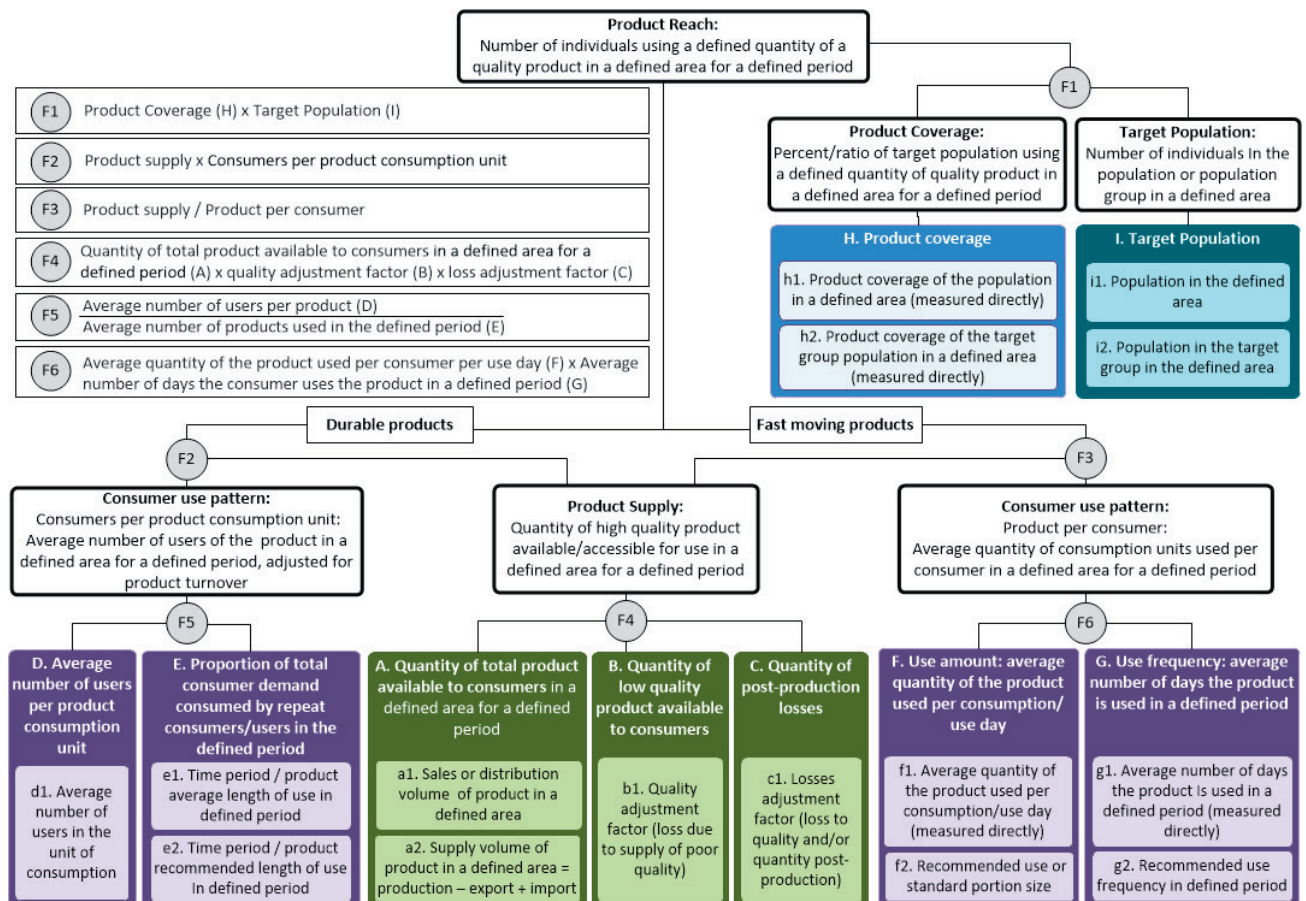 Product Reach:
Number of individuals using a defined quantity of a
quality product in a defined area for a defined period
F1
F1
Product Coverage (H) x Target Population (I)
F2
Product supply x Consumers per product consumption unit
F3
Product supply / Product per consumer
F4
Quantity of total product available to consumers in a defined area for a
defined period (A) x quality adjustment factor (B) x loss adjustment factor (C)
F5
Average number of users per product (D)
Average number of products used in the defined period (E)
F6
Average quantity of the product used per consumer per use day (F) x Average
number of days the consumer uses the product in a defined period (G)
Product Coverage:
Percent/ratio of target population using
a defined quantity of quality product in
a defined area for a defined period
Target Population:
Number of individuals In the
population or population
group in a defined area
H. Product coverage
h1. Product coverage of the population
in a defined area (measured directly)
h2. Product coverage of the target
group population in a defined area
(measured directly)
I. Target Population
i1. Population in the defined
area
i2. Population in the target
group in the defined area
Durable products
Fast moving products
F2
F3
Consumer use pattern:
Consumers per product consumption unit:
Average number of users of the product in a
defined area for a defined period, adjusted for
product turnover
Product Supply:
Quantity of high quality product
available/accessible for use in a
defined area for a defined period
Consumer use pattern:
Product per consumer:
Average quantity of consumption units used per
consumer in a defined area for a defined period
F5
F4
F6
D. Average
number of users
per product
consumption
unit
d1. Average
number of
users in the
unit of
consumption
E. Proportion of total
consumer demand
consumed by repeat
consumers/users in the
defined period
e1. Time period / product
average length of use in
defined period
e2. Time period / product
recommended length of use
In defined period
A. Quantity of total product
available to consumers in a
defined area for a defined
period
a1. Sales or distribution
volume of product in a
defined area
a2. Supply volume of
product in a defined area =
production – export + import
B. Quantity of
low quality
product available
to consumers
b1. Quality
adjustment
factor (loss due
to supply of poor
quality)
C. Quantity of
post-production
losses
c1. Losses
adjustment
factor (loss to
quality and/or
quantity post-
production)
F. Use amount: average
quantity of the product
used per consumption/
use day
f1. Average quantity of
the product used per
consumption/use day
(measured directly)
f2. Recommended use or
standard portion size
G. Use frequency: average
number of days the product
is used in a defined period
g1. Average number of days
the product Is used in a
defined period (measured
directly)
g2. Recommended use
frequency in defined period